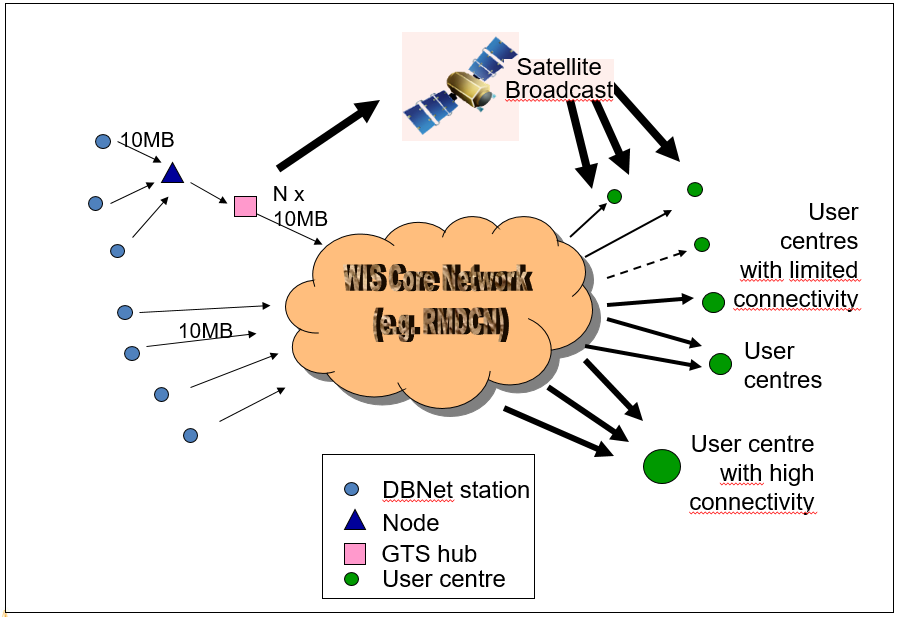 Satellite
Broadcast
10MB
N x
10MB
User
centres
with limited
connectivity
WIS Core Network
(e.g. RMDCN)
10MB
User
centres
User centre
with high
connectivity
DBNet station
Node
GTS hub
User centre